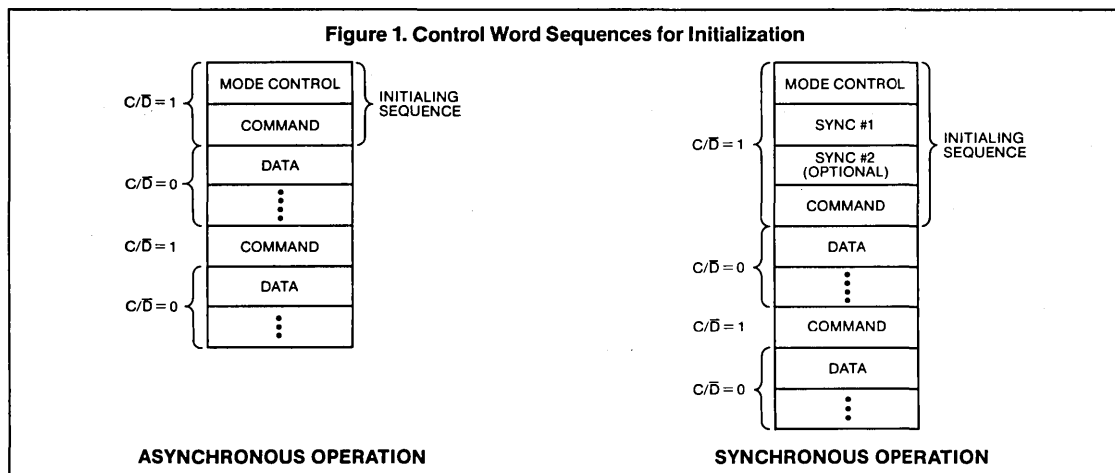 Figure 1. Control Word Sequences for Initialization
C/D̅ = 1
MODE CONTROL
COMMAND
INITIALING
SEQUENCE
C/D̅ = 0
DATA
C/D̅ = 1
COMMAND
C/D̅ = 0
DATA
ASYNCHRONOUS OPERATION
C/D̅ = 1
MODE CONTROL
SYNC #1
SYNC #2
(OPTIONAL)
COMMAND
INITIALING
SEQUENCE
C/D̅ = 0
DATA
C/D̅ = 1
COMMAND
C/D̅ = 0
DATA
SYNCHRONOUS OPERATION